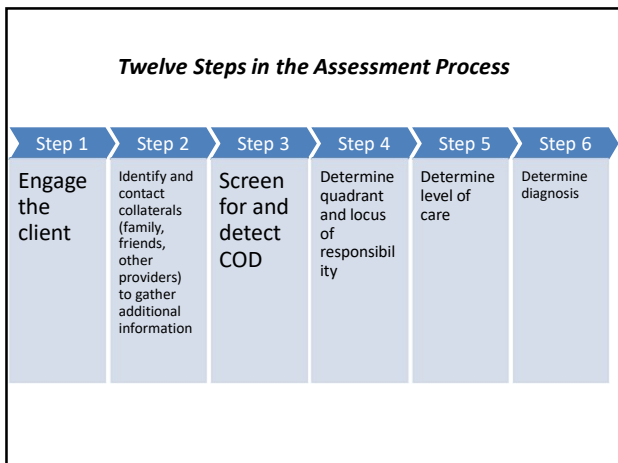 Twelve Steps in the Assessment Process
Step 1
Step 2
Step 3
Step 4
Step 5
Step 6
Engage
the
client
Identify and
contact
collaterals
(family,
friends,
other
providers)
to gather
additional
information
Screen
for and
detect
COD
Determine
quadrant
and locus
of
responsibil
ity
Determine
level of
care
Determine
diagnosis